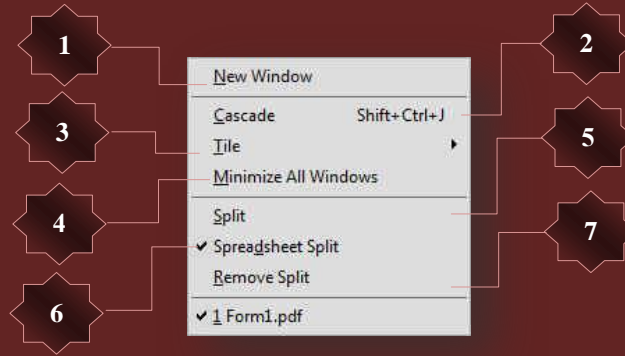 1
2
New Window
Cascade Shift+Ctrl+J
3
Tile
5
Minimize All Windows
4
Split
7
Spreadsheet Split
Remove Split
6
1 Form1.pdf